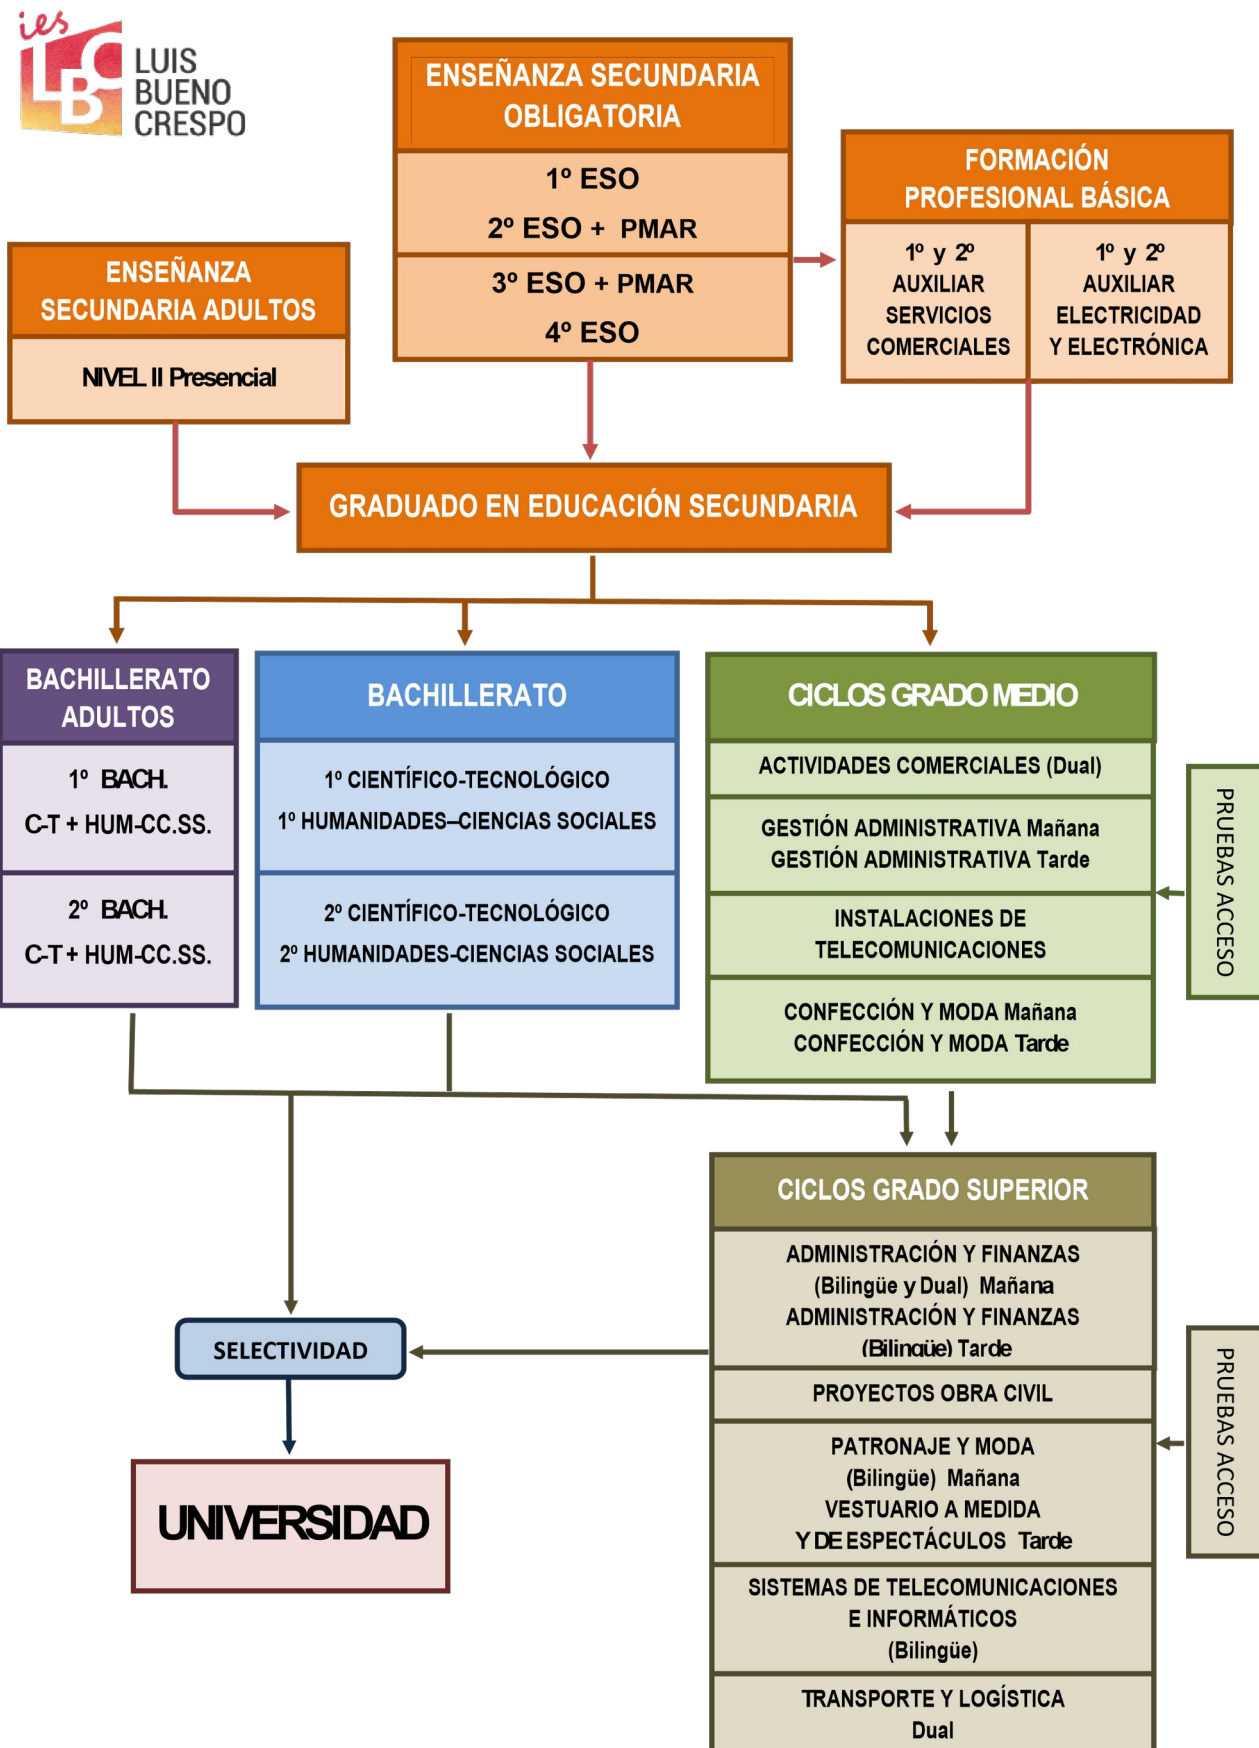 ies
LBC
LUIS
BUENO
CRESPO
ENSEÑANZA SECUNDARIA
OBLIGATORIA
1º ESO
2º ESO + PMAR
3º ESO + PMAR
4º ESO
FORMACIÓN
PROFESIONAL BÁSICA
1º y 2º
AUXILIAR
SERVICIOS
COMERCIALES
1º y 2º
AUXILIAR
ELECTRICIDAD
Y ELECTRÓNICA
ENSEÑANZA
SECUNDARIA ADULTOS
NIVEL II Presencial
GRADUADO EN EDUCACIÓN SECUNDARIA
BACHILLERATO
ADULTOS
1º BACH.
C-T + HUM-CC.SS.
2º BACH.
C-T + HUM-CC.SS.
BACHILLERATO
1º CIENTÍFICO-TECNOLÓGICO
1º HUMANIDADES–CIENCIAS SOCIALES
2º CIENTÍFICO-TECNOLÓGICO
2º HUMANIDADES-CIENCIAS SOCIALES
CICLOS GRADO MEDIO
ACTIVIDADES COMERCIALES (Dual)
GESTIÓN ADMINISTRATIVA Mañana
GESTIÓN ADMINISTRATIVA Tarde
INSTALACIONES DE
TELECOMUNICACIONES
CONFECCIÓN Y MODA Mañana
CONFECCIÓN Y MODA Tarde
PRUEBAS ACCESO
CICLOS GRADO SUPERIOR
ADMINISTRACIÓN Y FINANZAS
(Bilingüe y Dual) Mañana
ADMINISTRACIÓN Y FINANZAS
(Bilingüe) Tarde
PROYECTOS OBRA CIVIL
PATRONAJE Y MODA
(Bilingüe) Mañana
VESTUARIO A MEDIDA
Y DE ESPECTÁCULOS Tarde
SISTEMAS DE TELECOMUNICACIONES
E INFORMÁTICOS
(Bilingüe)
TRANSPORTE Y LOGÍSTICA
Dual
PRUEBAS ACCESO
SELECTIVIDAD
UNIVERSIDAD